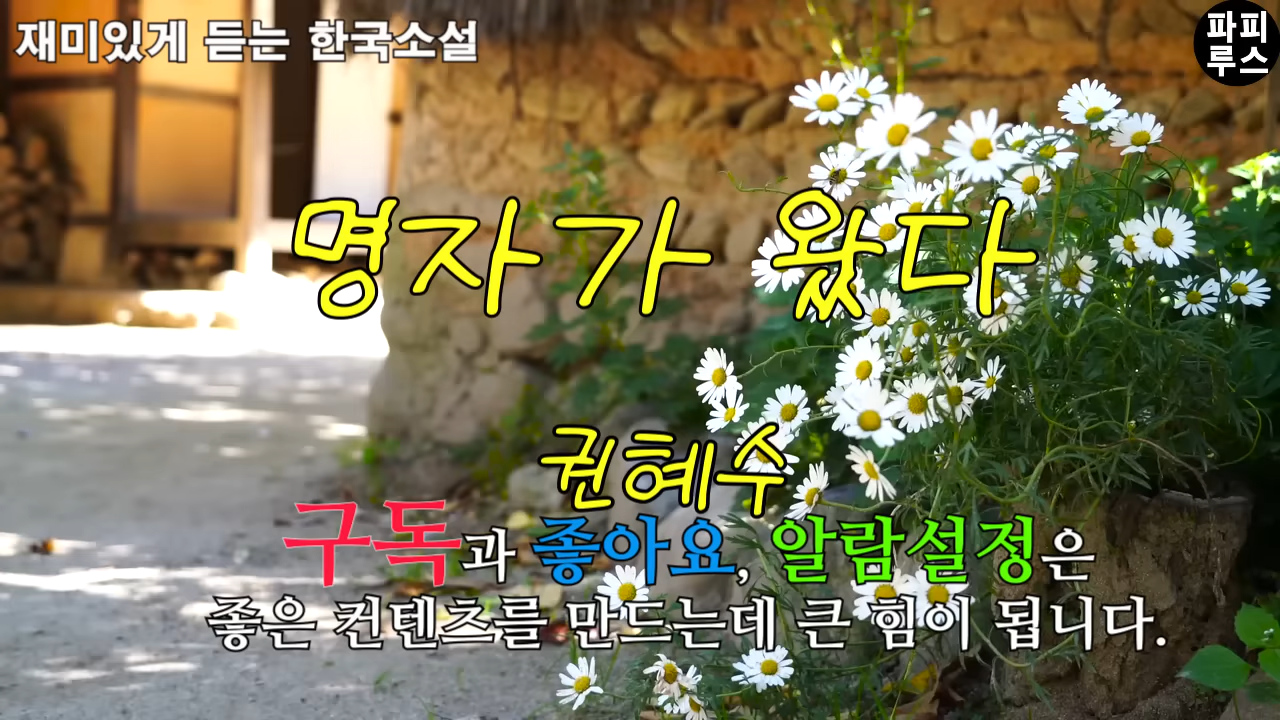 재미있게 듣는 한국소설
파피
루스
명자가 왔다
권혜수
구독과 좋아요, 알람설정은
좋은 컨텐츠를 만드는데 큰 힘이 됩니다.